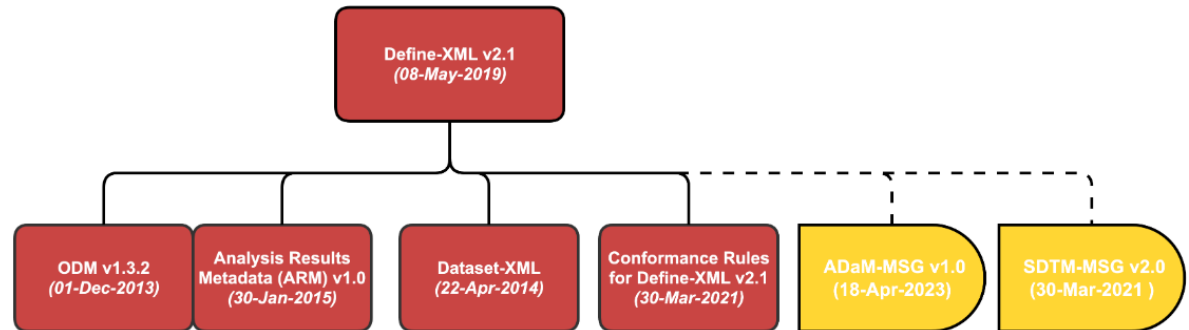 Define-XML v2.1
(08-May-2019)
ODM v1.3.2
(01-Dec-2013)
Analysis Results
Metadata (ARM) v1.0
(30-Jan-2015)
Dataset-XML
(22-Apr-2014)
Conformance Rules
for Define-XML v2.1
(30-Mar-2021)
ADaM-MSG v1.0
(18-Apr-2023)
SDTM-MSG v2.0
(30-Mar-2021 )